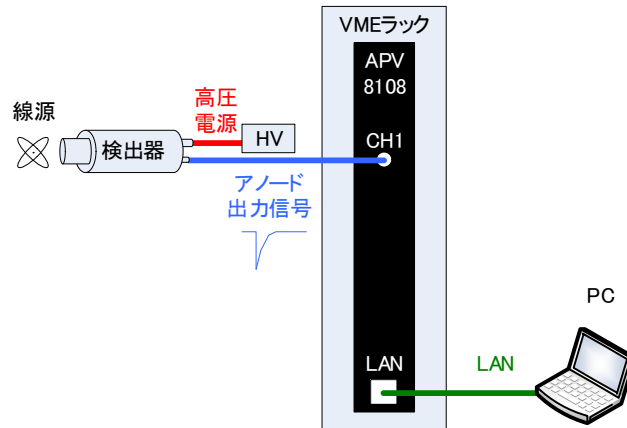 VMEラック
APV
8108
線源
高圧
電源
HV
CH1
検出器
アノード
出力信号
PC
LAN
LAN